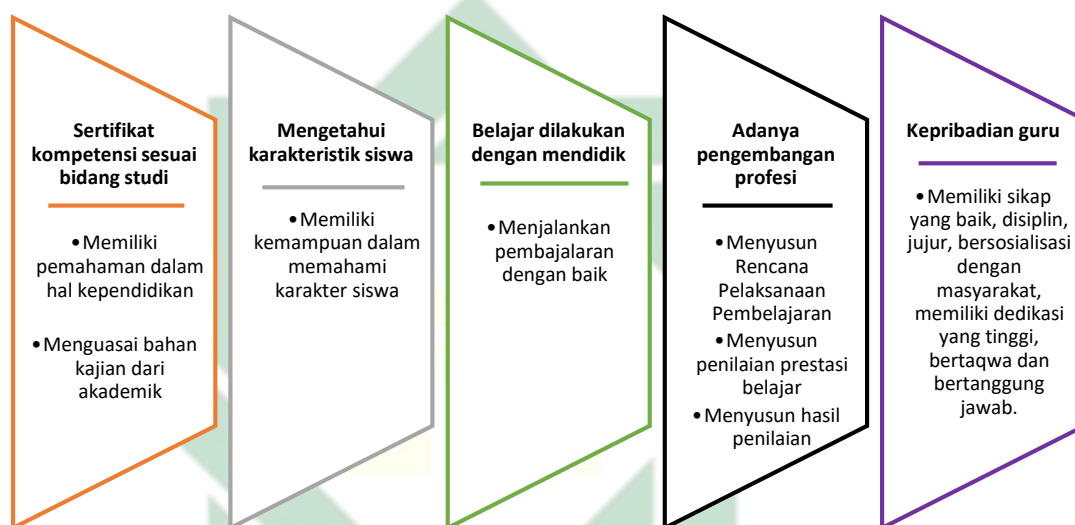 Sertifikat
kompetensi sesuai
bidang studi
•Memiliki
pemahaman dalam
hal kependidikan
•Menguasai bahan
kajian dari
akademik
Mengetahui
karakteristik siswa
•Memiliki
kemampuan dalam
memahami
karakter siswa
Belajar dilakukan
dengan mendidik
•Menjalankan
pembajalaran
dengan baik
Adanya
pengembangan
profesi
•Menyusun
Rencana
Pelaksanaan
Pembelajaran
•Menyusun
penilaian prestasi
belajar
•Menyusun hasil
penilaian
Kepribadian guru
•Memiliki sikap
yang baik, disiplin,
jujur, bersosialisasi
dengan
masyarakat,
memiliki dedikasi
yang tinggi,
bertaqwa dan
bertanggung
jawab.